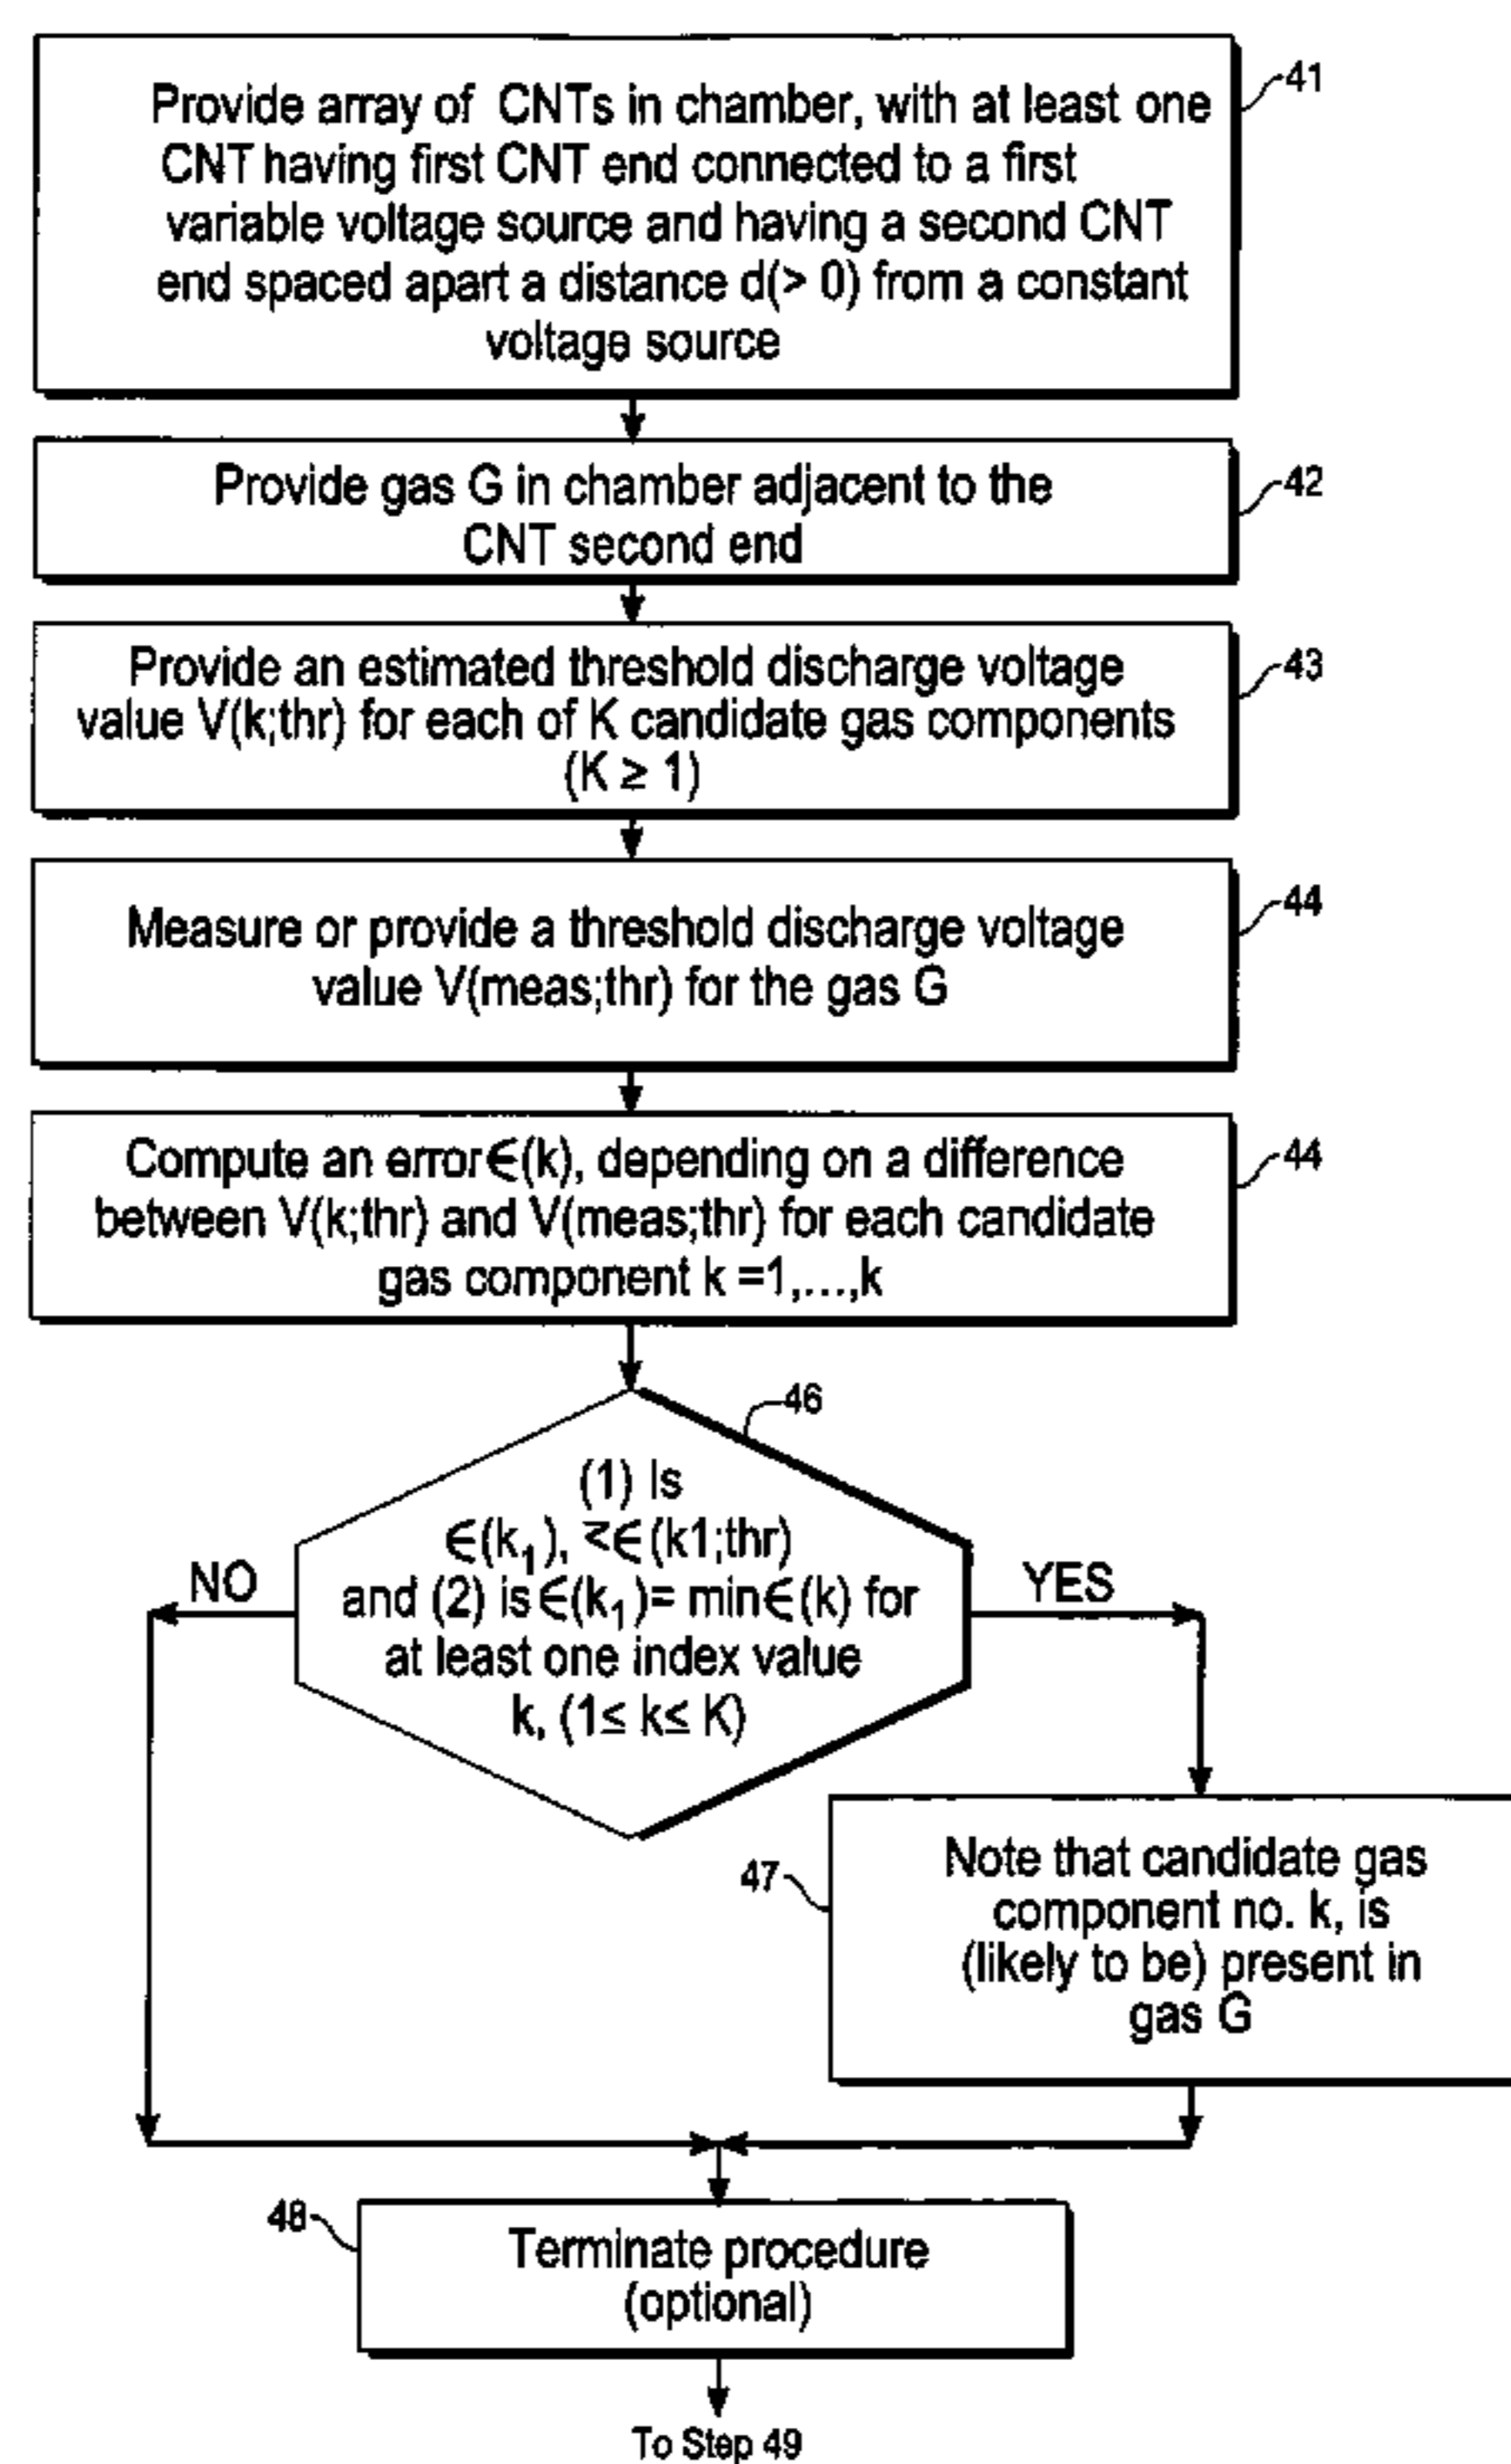 Provide array of CNTs in chamber, with at least one
CNT having first CNT end connected to a first
variable voltage source and having a second CNT
end spaced apart a distance d(> 0) from a constant
voltage source
41
Provide gas G in chamber adjacent to the
CNT second end
42
Provide an estimated threshold discharge voltage
value V(k;thr) for each of K candidate gas components
(K ≥ 1)
43
Measure or provide a threshold discharge voltage
value V(meas;thr) for the gas G
44
Compute an error∈(k), depending on a difference
between V(k;thr) and V(meas;thr) for each candidate
gas component k =1,...,k
44
46
(1) Is
∈(k₁), ≂∈(k1;thr)
and (2) is∈(k₁)= min∈(k) for
at least one index value
k, (1≤ k≤ K)
NO
YES
47
Note that candidate gas
component no. k, is
(likely to be) present in
gas G
48
Terminate procedure
(optional)
To Step 49